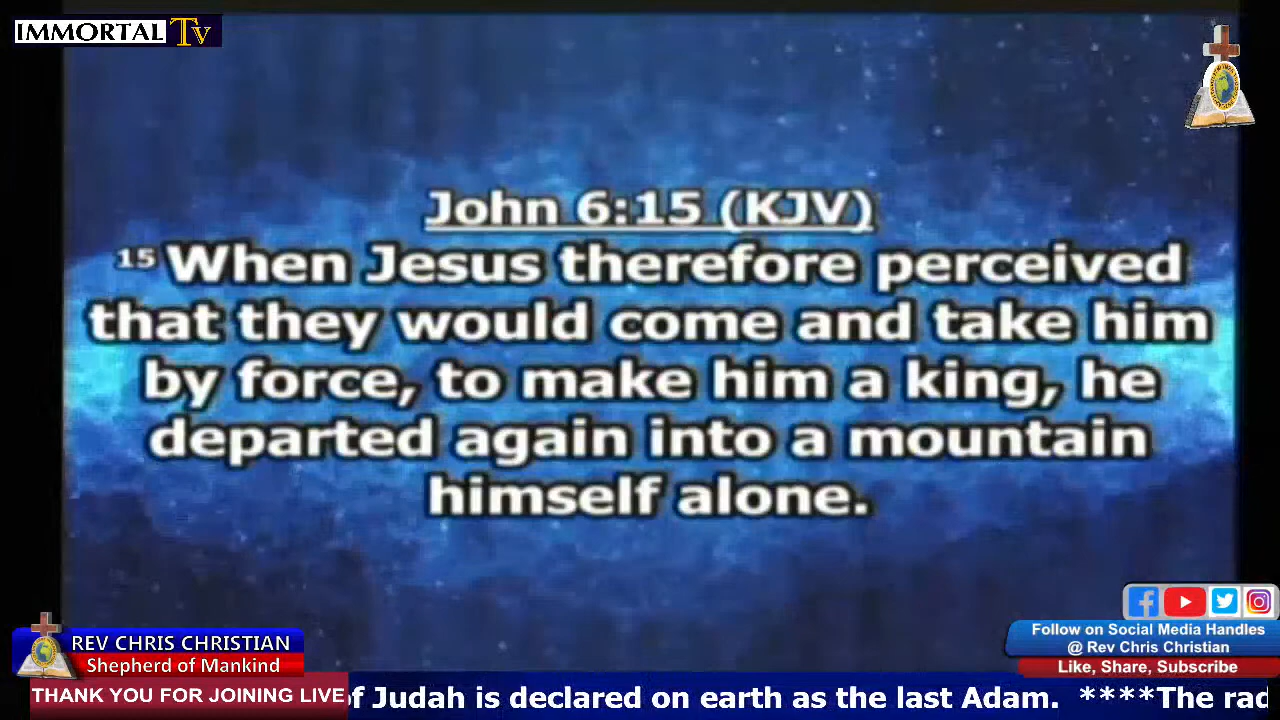 IMMORTAL Tv
John 6:15 (KJV)
15 When Jesus therefore perceived
that they would come and take him
by force, to make him a king, he
departed again into a mountain
himself alone.
REV CHRIS CHRISTIAN
Shepherd of Mankind
Follow on Social Media Handles
@ Rev Chris Christian
Like, Share, Subscribe
THANK YOU FOR JOINING LIVE
of Judah is declared on earth as the last Adam. ****The rac